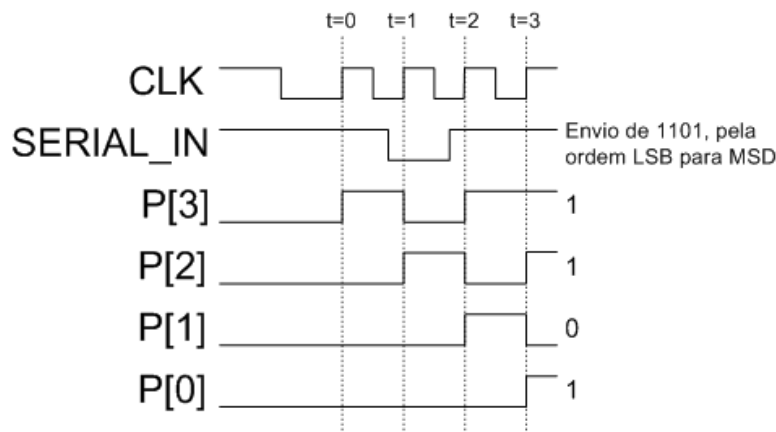 t=0 t=1 t=2 t=3
CLK
SERIAL_IN
Envio de 1101, pela
ordem LSB para MSD
P[3] 1
P[2] 1
P[1] 0
P[0] 1